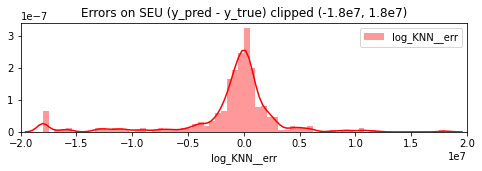 Errors on SEU (y_pred - y_true) clipped (-1.8e7, 1.8e7)
1e−7
log_KNN__err
3
2
1
0
−2.0 −1.5 −1.0 −0.5 0.0 0.5 1.0 1.5 2.0
log_KNN__err
1e7